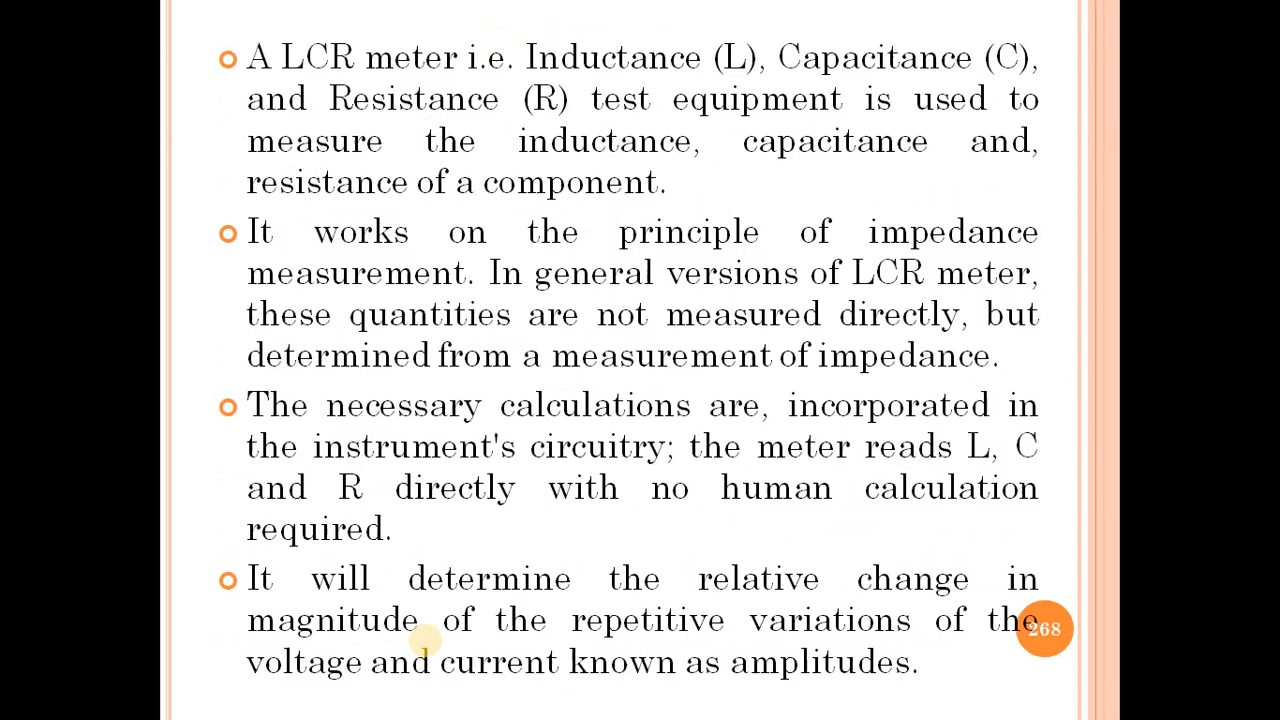 A LCR meter i.e. Inductance (L), Capacitance (C),
and Resistance (R) test equipment is used to
measure the inductance, capacitance and,
resistance of a component.
It works on the principle of impedance
measurement. In general versions of LCR meter,
these quantities are not measured directly, but
determined from a measurement of impedance.
The necessary calculations are, incorporated in
the instrument's circuitry; the meter reads L, C
and R directly with no human calculation
required.
It will determine the relative change in
magnitude of the repetitive variations of the
voltage and current known as amplitudes.
268